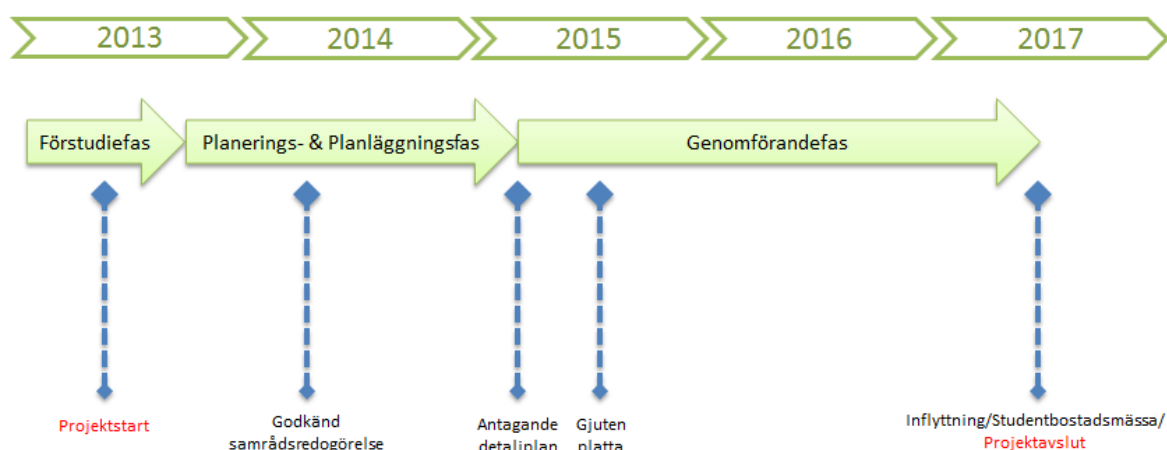 2013
2014
2015
2016
2017
Förstudiefas
Planerings- & Planläggningsfas
Genomförandefas
Projektstart
Godkänd
samrådsredogörelse
Antagande
detaljplan
Gjuten
platta
Inflyttning/Studentbostadsmässa/
Projektavslut